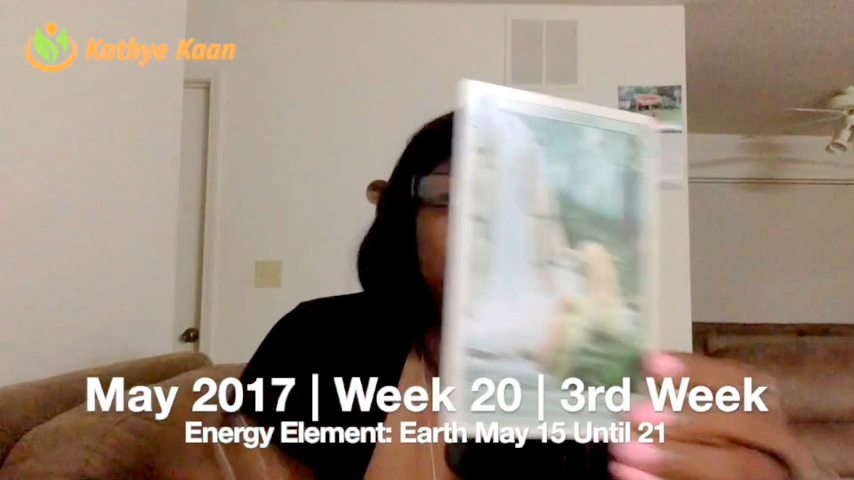 Kathye Kaan
May 2017 | Week 20 | 3rd Week
Energy Element: Earth May 15 Until 21